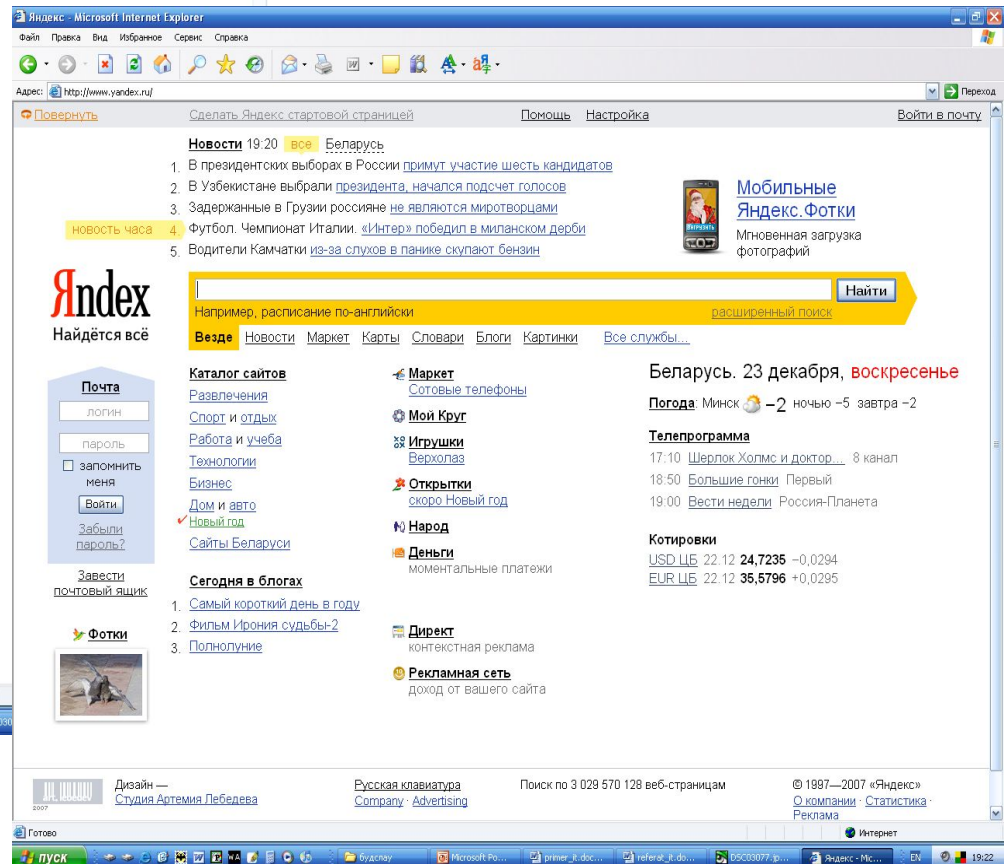 Яндекс - Microsoft Internet Explorer
Файл Правка Вид Избранное Сервис Справка
Адрес: http://www.yandex.ru/ Переход
Повернуть Сделать Яндекс стартовой страницей Помощь Настройка Войти в почту
Новости 19:20 все Беларусь
1. В президентских выборах в России примут участие шесть кандидатов
2. В Узбекистане выбрали президента, начался подсчет голосов
3. Задержанные в Грузии россияне не являются миротворцами
новость часа 4. Футбол. Чемпионат Италии. «Интер» победил в миланском дерби
5. Водители Камчатки из-за слухов в панике скупают бензин
Мобильные
Яндекс.Фотки
Мгновенная загрузка
фотографий
Яndex
Найдётся всё
Найти
Например, расписание по-английски расширенный поиск
Везде Новости Маркет Карты Словари Блоги Картинки Все службы...
Почта
логин
пароль
запомнить
меня
Войти
Забыли
пароль?
Завести
почтовый ящик
Фотки
Каталог сайтов
Развлечения
Спорт и отдых
Работа и учеба
Технологии
Бизнес
Дом и авто
Новый год
Сайты Беларуси
Сегодня в блогах
1. Самый короткий день в году
2. Фильм Ирония судьбы-2
3. Полнолуние
Маркет
Сотовые телефоны
Мой Круг
Игрушки
Верхолаз
Открытки
скоро Новый год
Народ
Деньги
моментальные платежи
Директ
контекстная реклама
Рекламная сеть
доход от вашего сайта
Беларусь. 23 декабря, воскресенье
Погода: Минск −2 ночью −5 завтра −2
Телепрограмма
17:10 Шерлок Холмс и доктор... 8 канал
18:50 Большие гонки Первый
19:00 Вести недели Россия-Планета
Котировки
USD ЦБ 22.12 24,7235 −0,0294
EUR ЦБ 22.12 35,5796 +0,0295
2007
Дизайн —
Студия Артемия Лебедева
Русская клавиатура
Company · Advertising
Поиск по 3 029 570 128 веб-страницам
© 1997—2007 «Яндекс»
О компании · Статистика ·
Реклама
Готово Интернет
пуск будслау Microsoft Po... primer_it.doc... referat_it.do... DSC03077.jp... Яндекс - Mic... EN 19:22